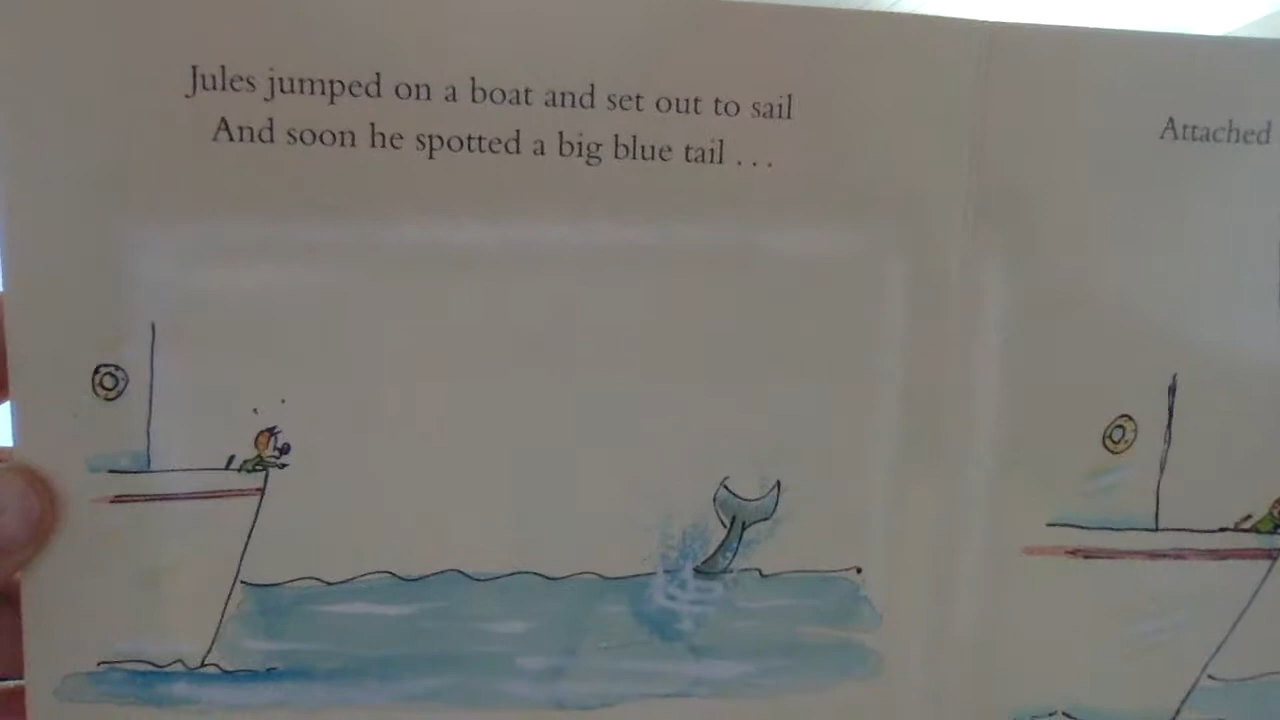 Jules jumped on a boat and set out to sail
And soon he spotted a big blue tail . . .
Attached